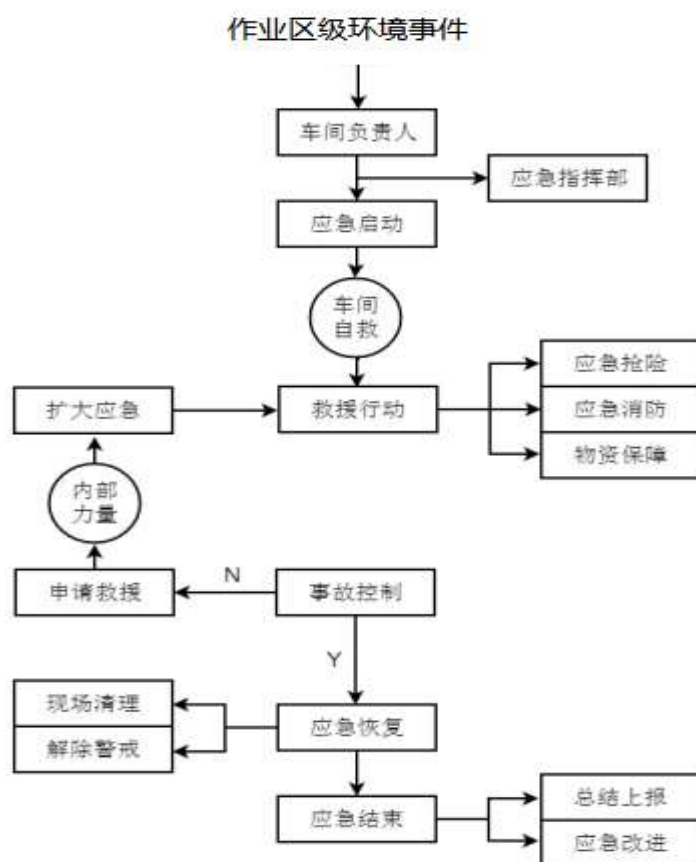 作业区级环境事件
车间负责人
应急指挥部
应急启动
车间
自救
应急抢险
扩大应急
救援行动
应急消防
物资保障
内部
力量
申请救援
N
事故控制
Y
现场清理
应急恢复
解除警戒
总结上报
应急结束
应急改进